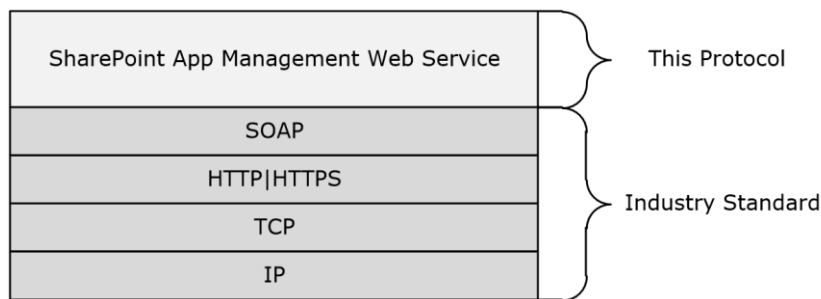 SharePoint App Management Web Service
This Protocol
SOAP
HTTP|HTTPS
TCP
IP
Industry Standard